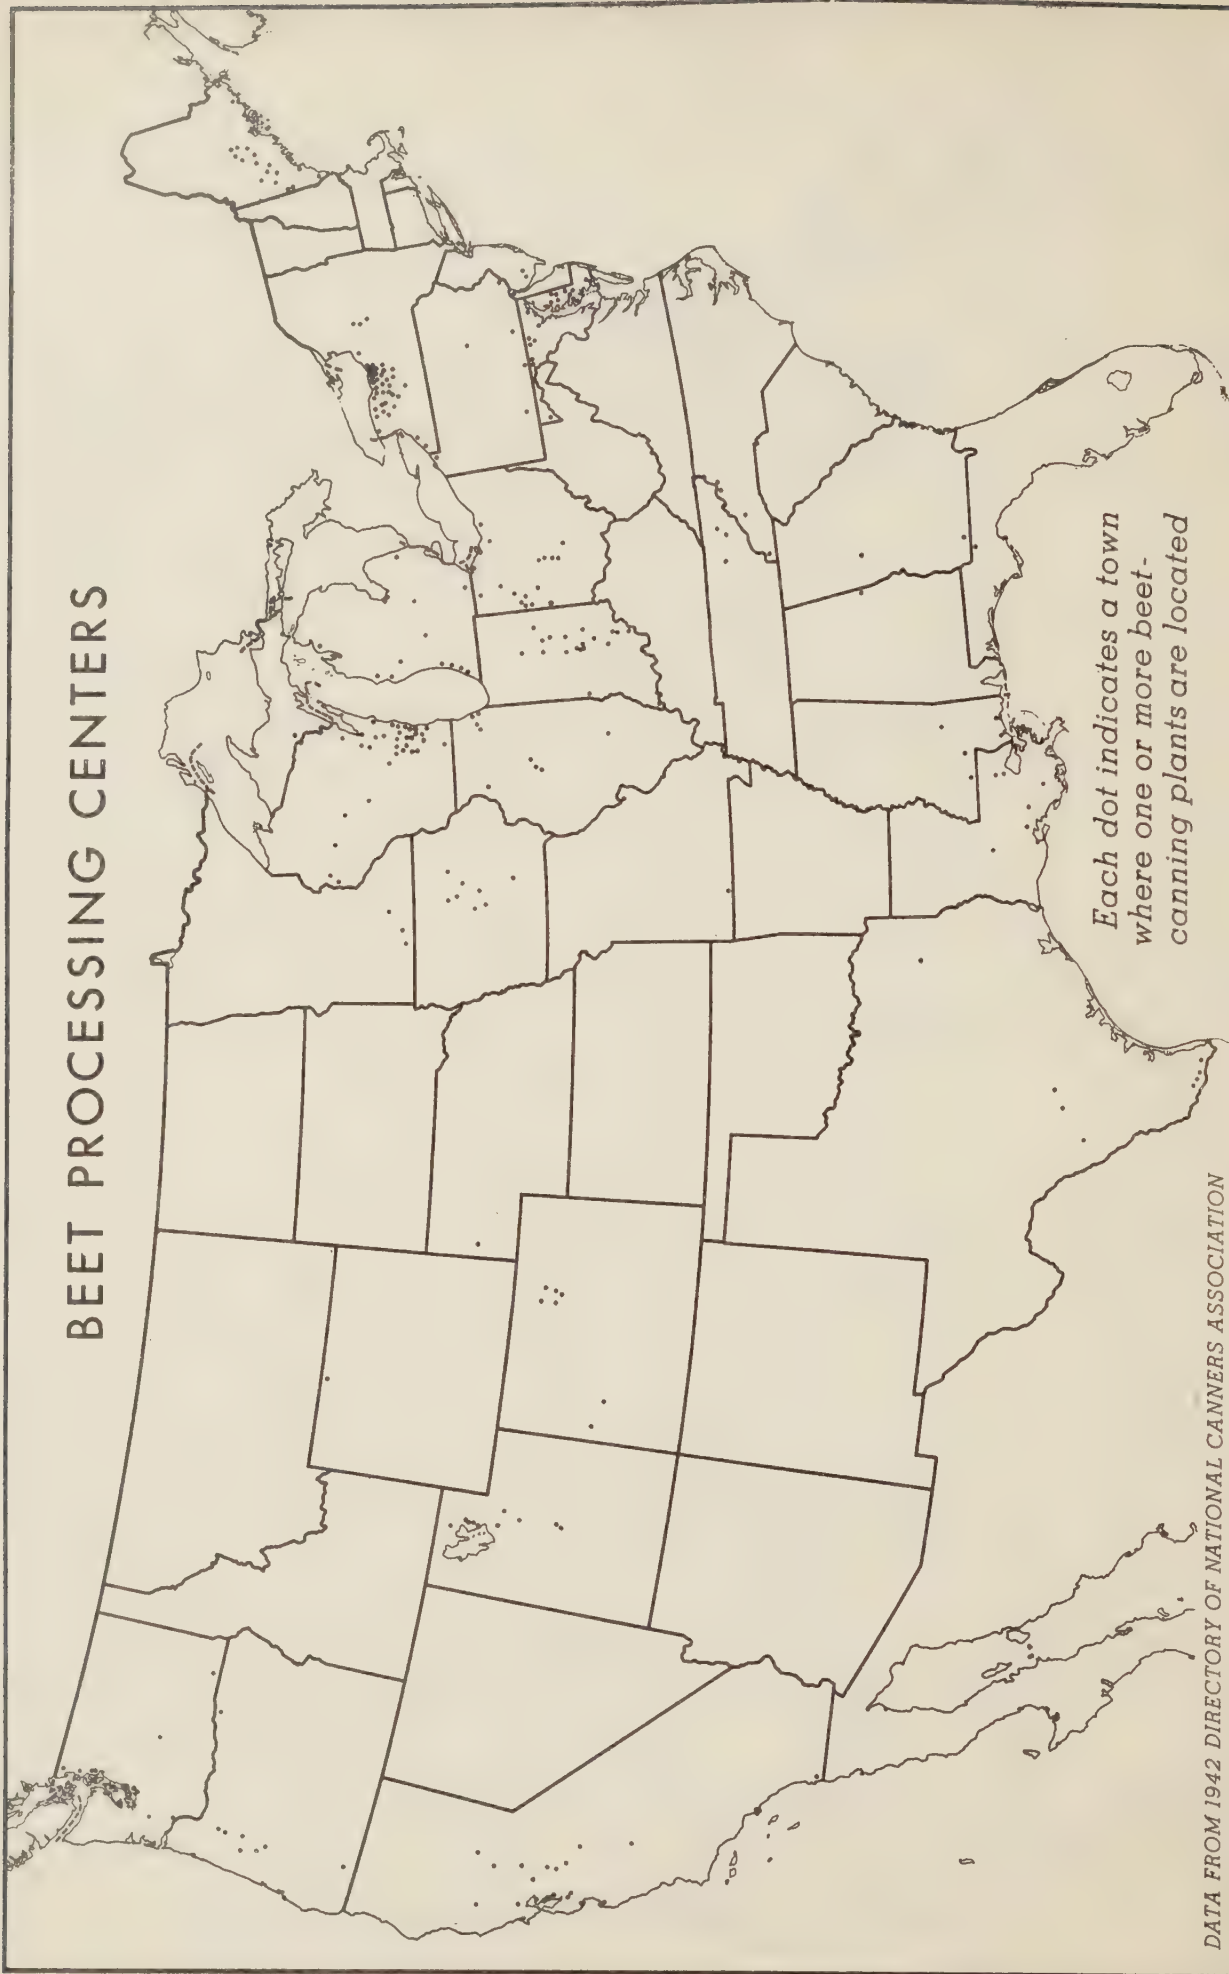 BEET PROCESSING CENTERS
Each dot indicates a town
where one or more beet-
canning plants are located
DATA FROM 1942 DIRECTORY OF NATIONAL CANNERS ASSOCIATION